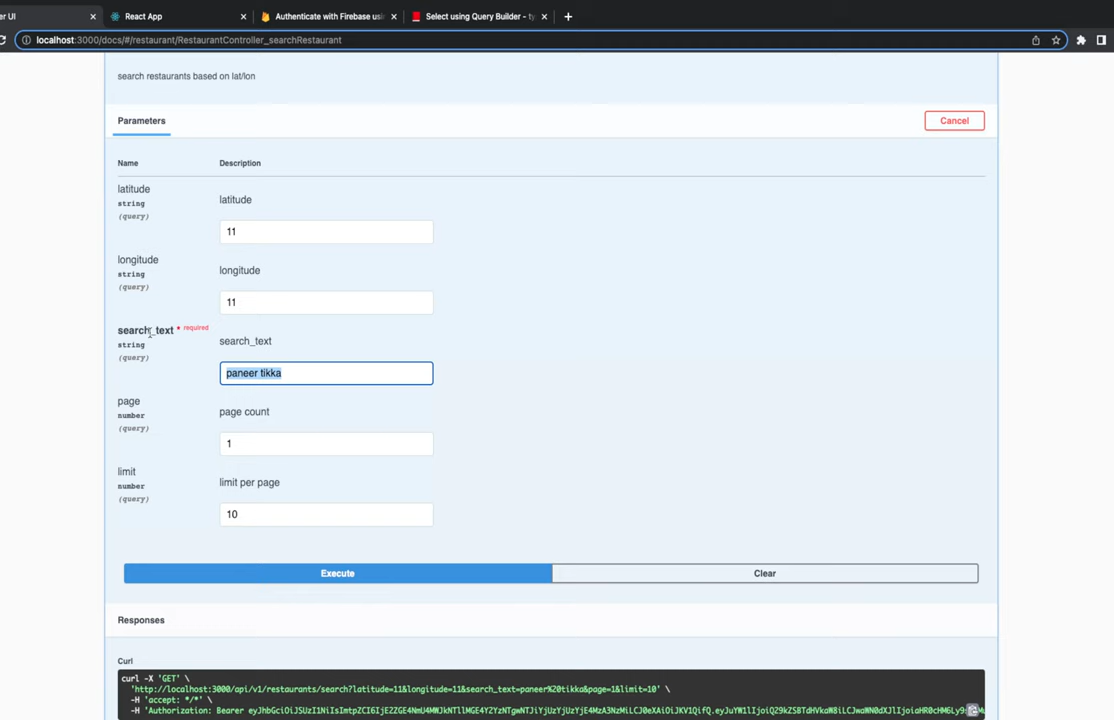 er UI
React App
Authenticate with Firebase usin
Select using Query Builder - ty
localhost:3000/docs/#/restaurant/RestaurantController_searchRestaurant
search restaurants based on lat/lon
Parameters
Cancel
Name
Description
latitude
string
(query)
latitude
11
longitude
string
(query)
longitude
11
search_text * required
string
(query)
search_text
paneer tikka
page
number
(query)
page count
1
limit
number
(query)
limit per page
10
Execute
Clear
Responses
Curl
curl -X 'GET' \
'http://localhost:3000/api/v1/restaurants/search?latitude=11&longitude=11&search_text=paneer%20tikka&page=1&limit=10' \
-H 'accept: */*' \
-H 'Authorization: Bearer